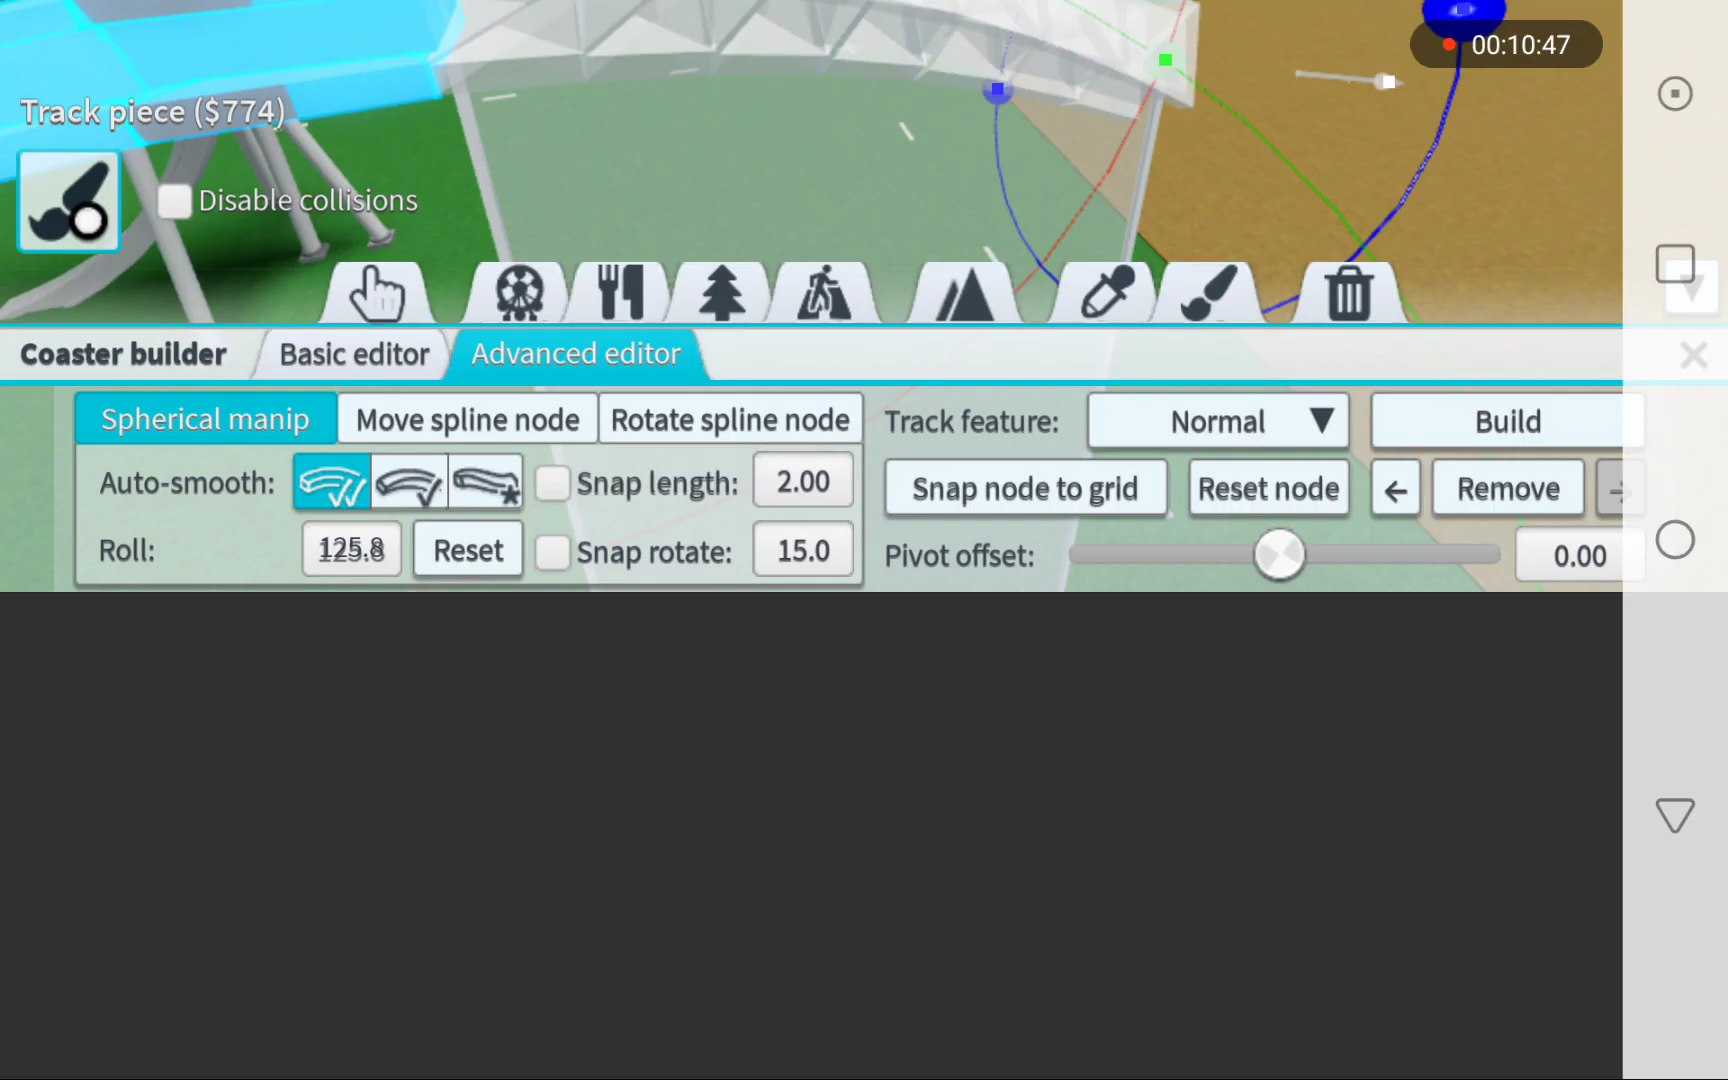 00:10:47
Track piece ($774)
Disable collisions
Coaster builder
Basic editor
Advanced editor
Spherical manip
Move spline node
Rotate spline node
Track feature:
Normal
Build
Auto-smooth:
Snap length:
2.00
Snap node to grid
Reset node
Remove
Roll:
125.8
Reset
Snap rotate:
15.0
Pivot offset:
0.00